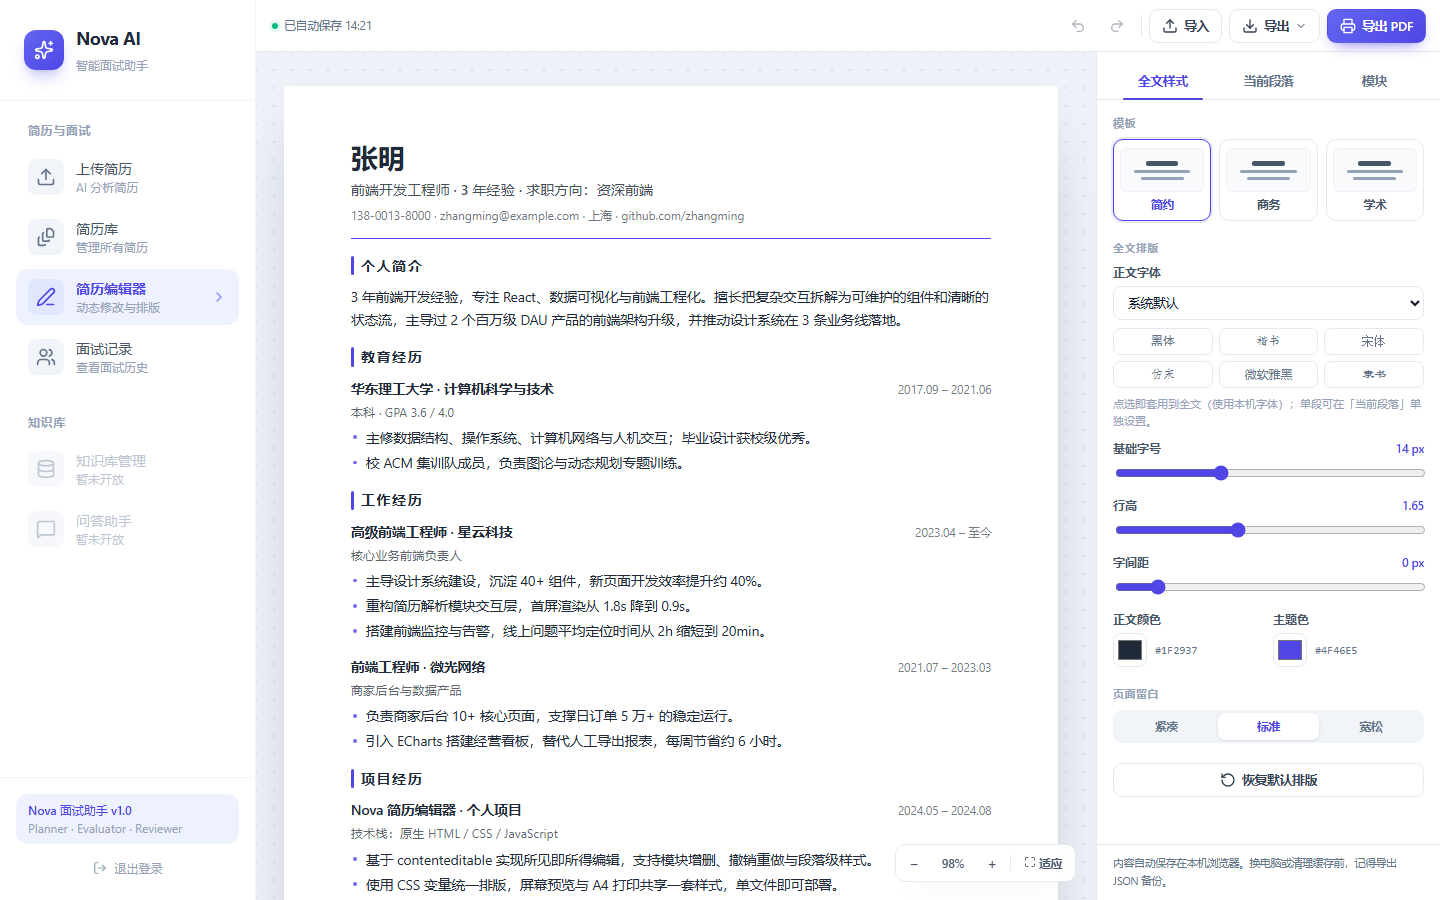 Nova AI
智能面试助手
简历与面试
上传简历
AI 分析简历
简历库
管理所有简历
简历编辑器
动态修改与排版
面试记录
查看面试历史
知识库
知识库管理
暂未开放
问答助手
暂未开放
Nova 面试助手 v1.0
Planner · Evaluator · Reviewer
退出登录
已自动保存 14:21
导入
导出
导出 PDF
张明
前端开发工程师 · 3 年经验 · 求职方向：资深前端
138-0013-8000 · zhangming@example.com · 上海 · github.com/zhangming
个人简介
3 年前端开发经验，专注 React、数据可视化与前端工程化。擅长把复杂交互拆解为可维护的组件和清晰的
状态流，主导过 2 个百万级 DAU 产品的前端架构升级，并推动设计系统在 3 条业务线落地。
教育经历
华东理工大学 · 计算机科学与技术 2017.09 – 2021.06
本科 · GPA 3.6 / 4.0
• 主修数据结构、操作系统、计算机网络与人机交互；毕业设计获校级优秀。
• 校 ACM 集训队成员，负责图论与动态规划专题训练。
工作经历
高级前端工程师 · 星云科技 2023.04 – 至今
核心业务前端负责人
• 主导设计系统建设，沉淀 40+ 组件，新页面开发效率提升约 40%。
• 重构简历解析模块交互层，首屏渲染从 1.8s 降到 0.9s。
• 搭建前端监控与告警，线上问题平均定位时间从 2h 缩短到 20min。
前端工程师 · 微光网络 2021.07 – 2023.03
商家后台与数据产品
• 负责商家后台 10+ 核心页面，支撑日订单 5 万+ 的稳定运行。
• 引入 ECharts 搭建经营看板，替代人工导出报表，每周节省约 6 小时。
项目经历
Nova 简历编辑器 · 个人项目 2024.05 – 2024.08
技术栈：原生 HTML / CSS / JavaScript
• 基于 contenteditable 实现所见即所得编辑，支持模块增删、撤销重做与段落级样式。
• 使用 CSS 变量统一排版，屏幕预览与 A4 打印共享一套样式，单文件即可部署。
− 98% + 适应
全文样式 当前段落 模块
模板
简约 商务 学术
全文排版
正文字体
系统默认
黑体 楷书 宋体
仿宋 微软雅黑 隶书
点选即套用到全文（使用本机字体）；单段可在「当前段落」单
独设置。
基础字号 14 px
行高 1.65
字间距 0 px
正文颜色 主题色
#1F2937 #4F46E5
页面留白
紧凑 标准 宽松
恢复默认排版
内容自动保存在本机浏览器。换电脑或清理缓存前，记得导出
JSON 备份。